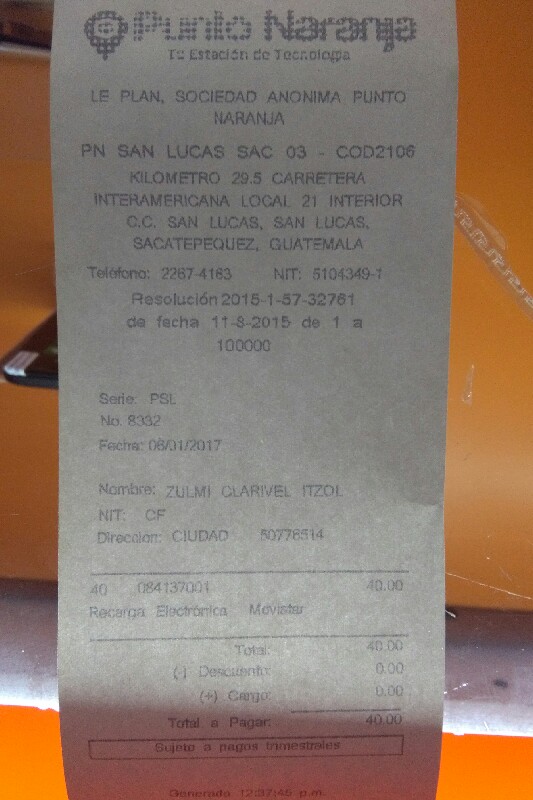 Punto Naranja
Tu Estación de Tecnología
LE PLAN, SOCIEDAD ANONIMA PUNTO
NARANJA
PN SAN LUCAS SAC 03 - COD2106
KILOMETRO 29.5 CARRETERA
INTERAMERICANA LOCAL 21 INTERIOR
C.C. SAN LUCAS, SAN LUCAS,
SACATEPEQUEZ, GUATEMALA
Teléfono: 2267-4163 NIT: 5104349-1
Resolución 2015-1-57-32761
de fecha 11-8-2015 de 1 a
100000
Serie: PSL
No. 8332
Fecha: 06/01/2017
Nombre: ZULMI CLARIVEL ITZOL
NIT: CF
Dirección: CIUDAD 50778514
40 084137001 40.00
Recarga Electrónica Movistar
Total: 40.00
(-) Descuento: 0.00
(+) Cargo: 0.00
Total a Pagar: 40.00
Sujeto a pagos trimestrales
Generada 12:37:45 p.m.